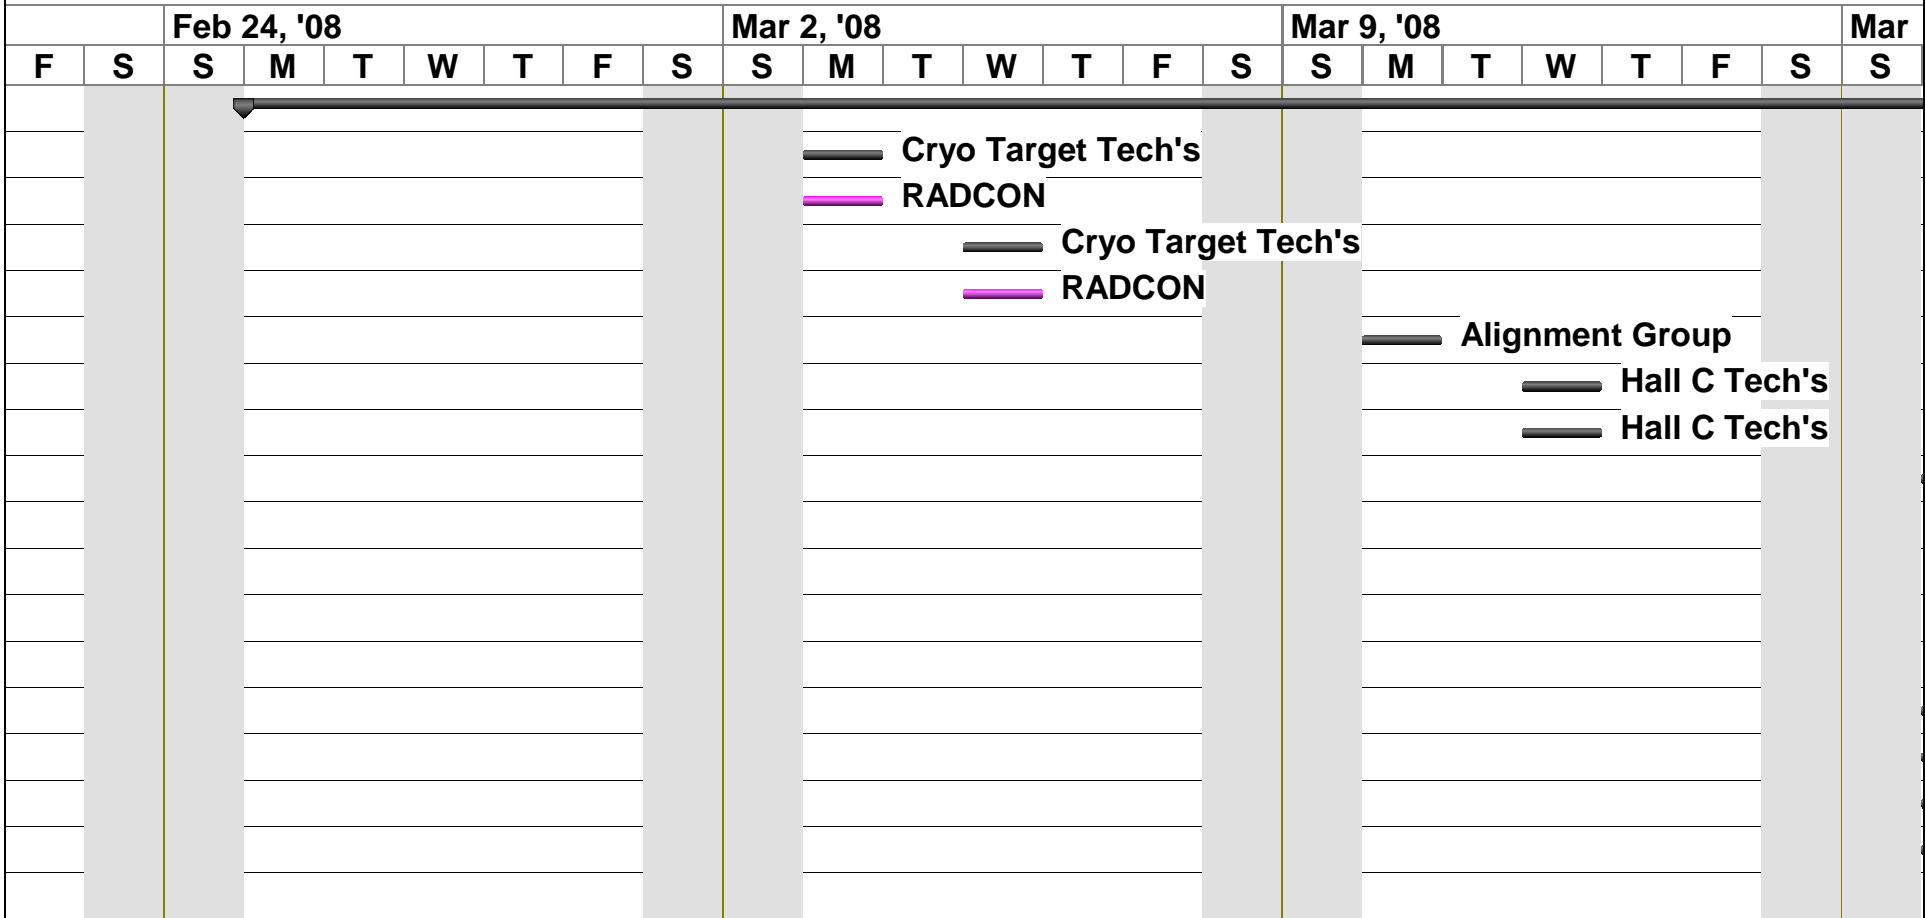 Feb 24, '08 Mar 2, '08 Mar 9, '08 Mar
F S S M T W T F S S M T W T F S S M T W T F S S
Cryo Target Tech's
RADCON
Cryo Target Tech's
RADCON
Alignment Group
Hall C Tech's
Hall C Tech's